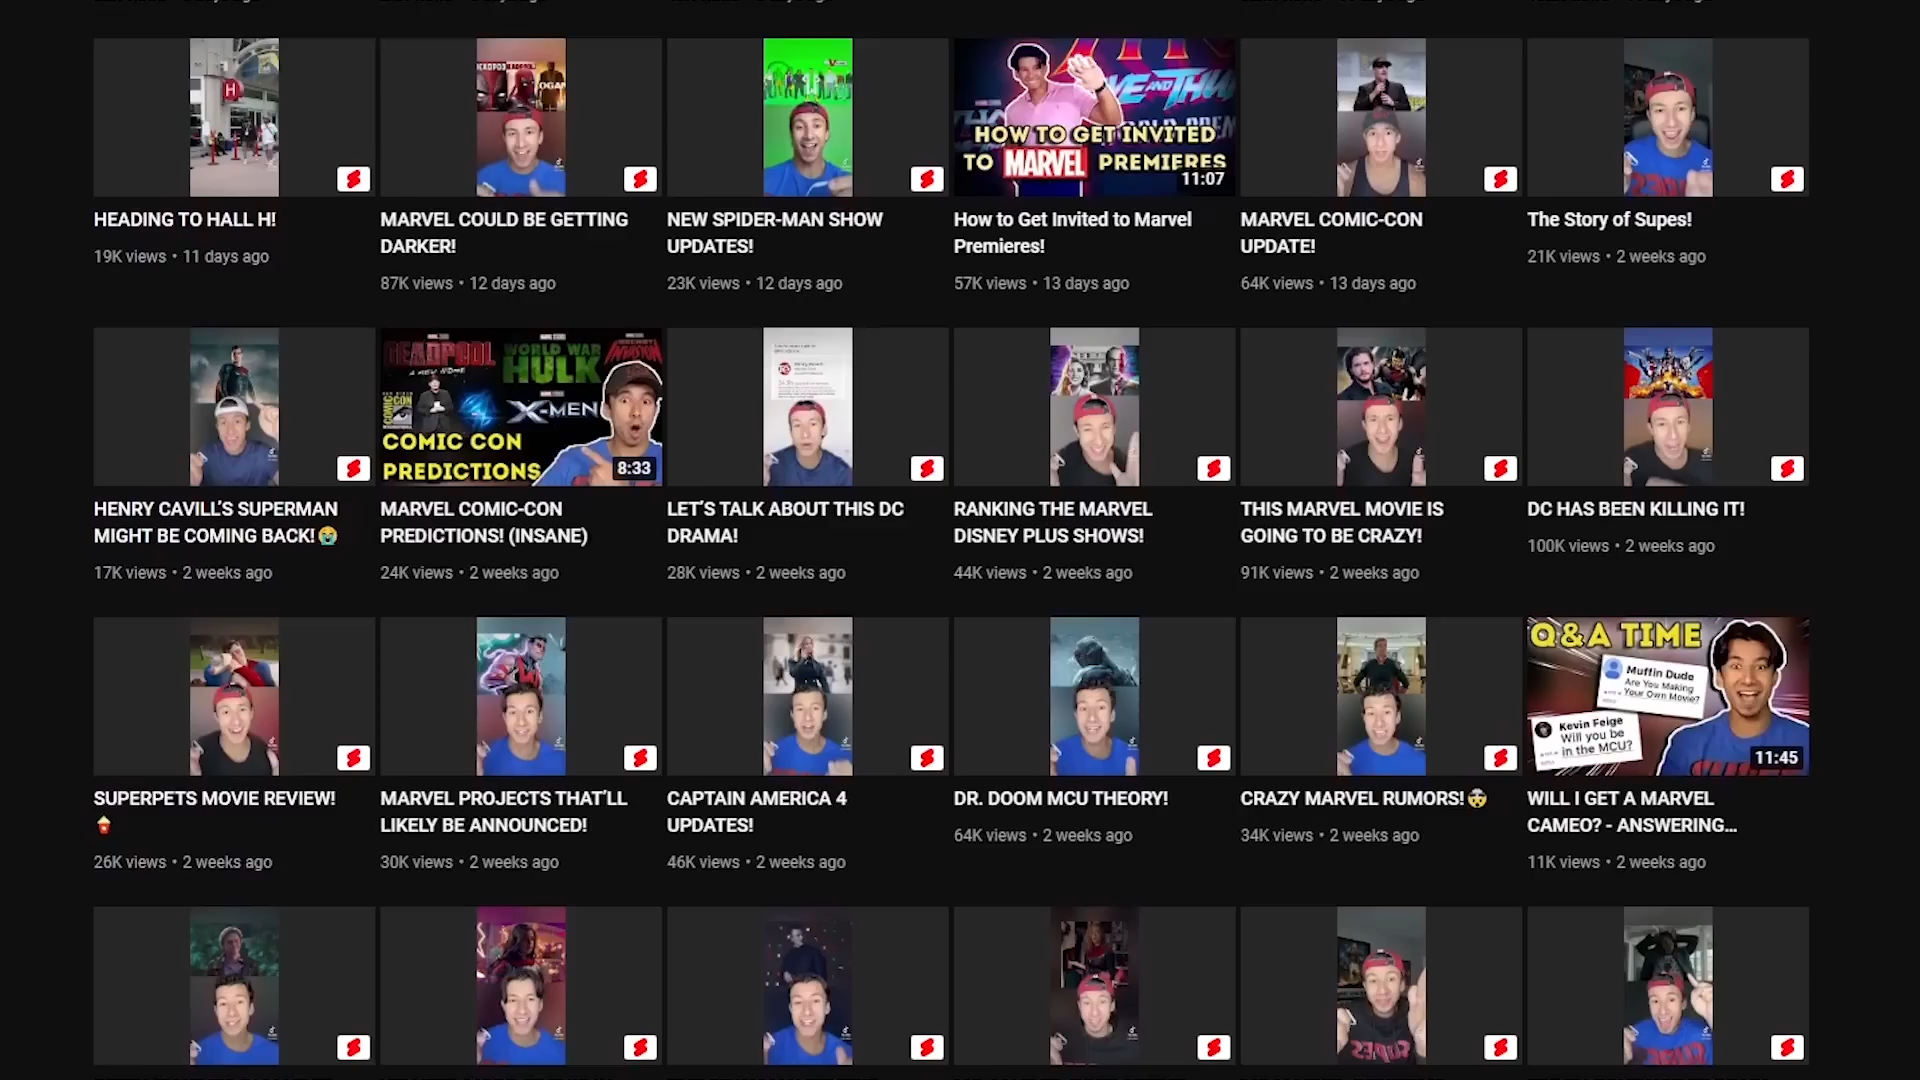 H
DEADPOOL
HOW TO GET INVITED
TO MARVEL PREMIERES
11:07
HEADING TO HALL H!
MARVEL COULD BE GETTING
DARKER!
NEW SPIDER-MAN SHOW
UPDATES!
How to Get Invited to Marvel
Premieres!
MARVEL COMIC-CON
UPDATE!
The Story of Supes!
19K views • 11 days ago
87K views • 12 days ago
23K views • 12 days ago
57K views • 13 days ago
64K views • 13 days ago
21K views • 2 weeks ago
DEADPOOL
WORLD WAR
HULK
INVASION
COMIC CON
X-MEN
COMIC CON
PREDICTIONS
8:33
HENRY CAVILL'S SUPERMAN
MIGHT BE COMING BACK!😭
MARVEL COMIC-CON
PREDICTIONS! (INSANE)
LET'S TALK ABOUT THIS DC
DRAMA!
RANKING THE MARVEL
DISNEY PLUS SHOWS!
THIS MARVEL MOVIE IS
GOING TO BE CRAZY!
DC HAS BEEN KILLING IT!
17K views • 2 weeks ago
24K views • 2 weeks ago
28K views • 2 weeks ago
44K views • 2 weeks ago
91K views • 2 weeks ago
100K views • 2 weeks ago
Q&A TIME
Muffin Dude
Are You Making
Your Own Movie?
Kevin Feige
Will you be
in the MCU?
11:45
SUPERPETS MOVIE REVIEW!
🍿
MARVEL PROJECTS THAT'LL
LIKELY BE ANNOUNCED!
CAPTAIN AMERICA 4
UPDATES!
DR. DOOM MCU THEORY!
CRAZY MARVEL RUMORS!🤯
WILL I GET A MARVEL
CAMEO? - ANSWERING...
26K views • 2 weeks ago
30K views • 2 weeks ago
46K views • 2 weeks ago
64K views • 2 weeks ago
34K views • 2 weeks ago
11K views • 2 weeks ago